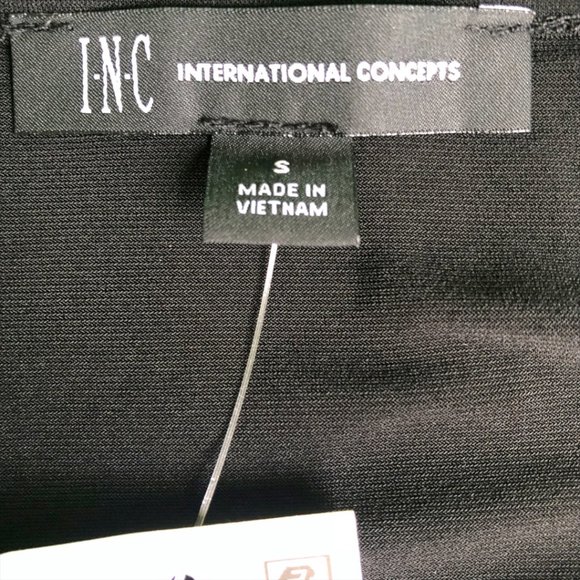 I·N·C INTERNATIONAL CONCEPTS
S
MADE IN
VIETNAM